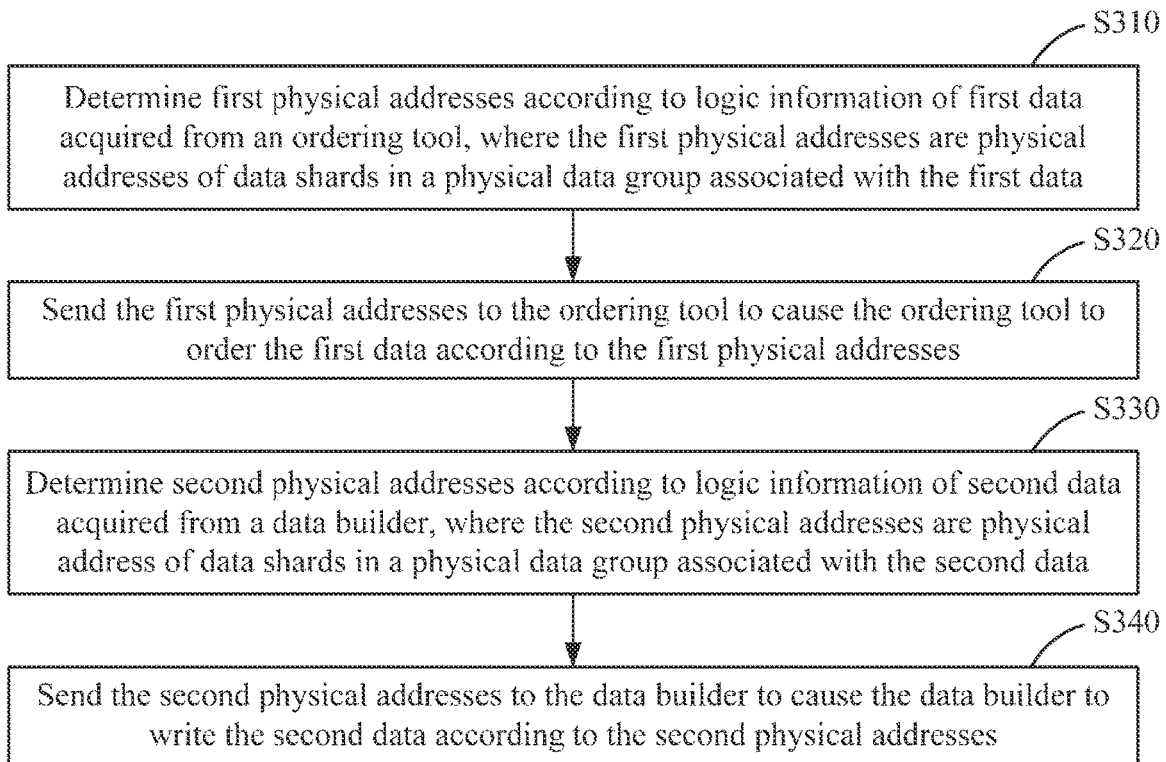 S310
Determine first physical addresses according to logic information of first data
acquired from an ordering tool, where the first physical addresses are physical
addresses of data shards in a physical data group associated with the first data
S320
Send the first physical addresses to the ordering tool to cause the ordering tool to
order the first data according to the first physical addresses
S330
Determine second physical addresses according to logic information of second data
acquired from a data builder, where the second physical addresses are physical
address of data shards in a physical data group associated with the second data
S340
Send the second physical addresses to the data builder to cause the data builder to
write the second data according to the second physical addresses